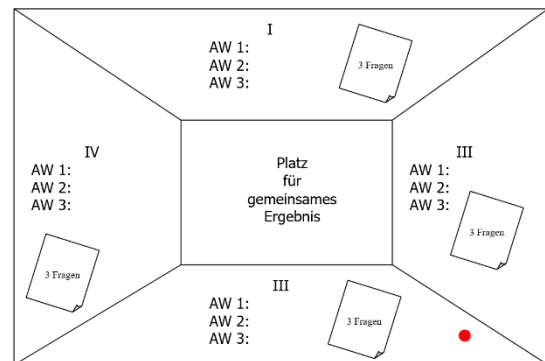 I
AW 1:
AW 2:
AW 3:
3 Fragen
IV
AW 1:
AW 2:
AW 3:
3 Fragen
Platz
für
gemeinsames
Ergebnis
III
AW 1:
AW 2:
AW 3:
3 Fragen
III
AW 1:
AW 2:
AW 3:
3 Fragen